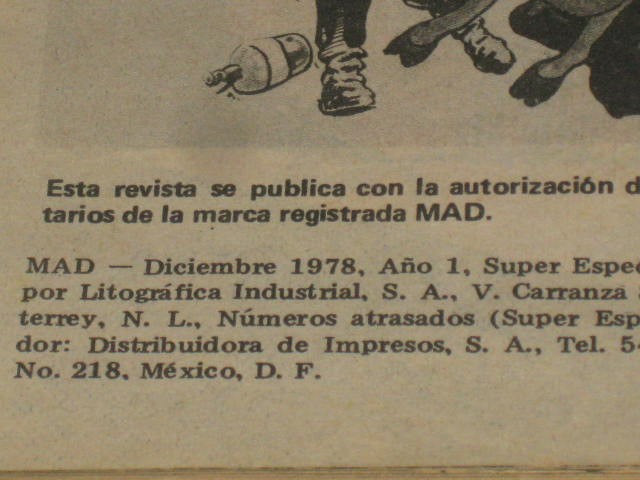 Esta revista se publica con la autorización d
tarios de la marca registrada MAD.
MAD — Diciembre 1978, Año 1, Super Espec
por Litográfica Industrial, S. A., V. Carranza
terrey, N. L., Números atrasados (Super Esp
dor: Distribuidora de Impresos, S. A., Tel. 5
No. 218, México, D. F.